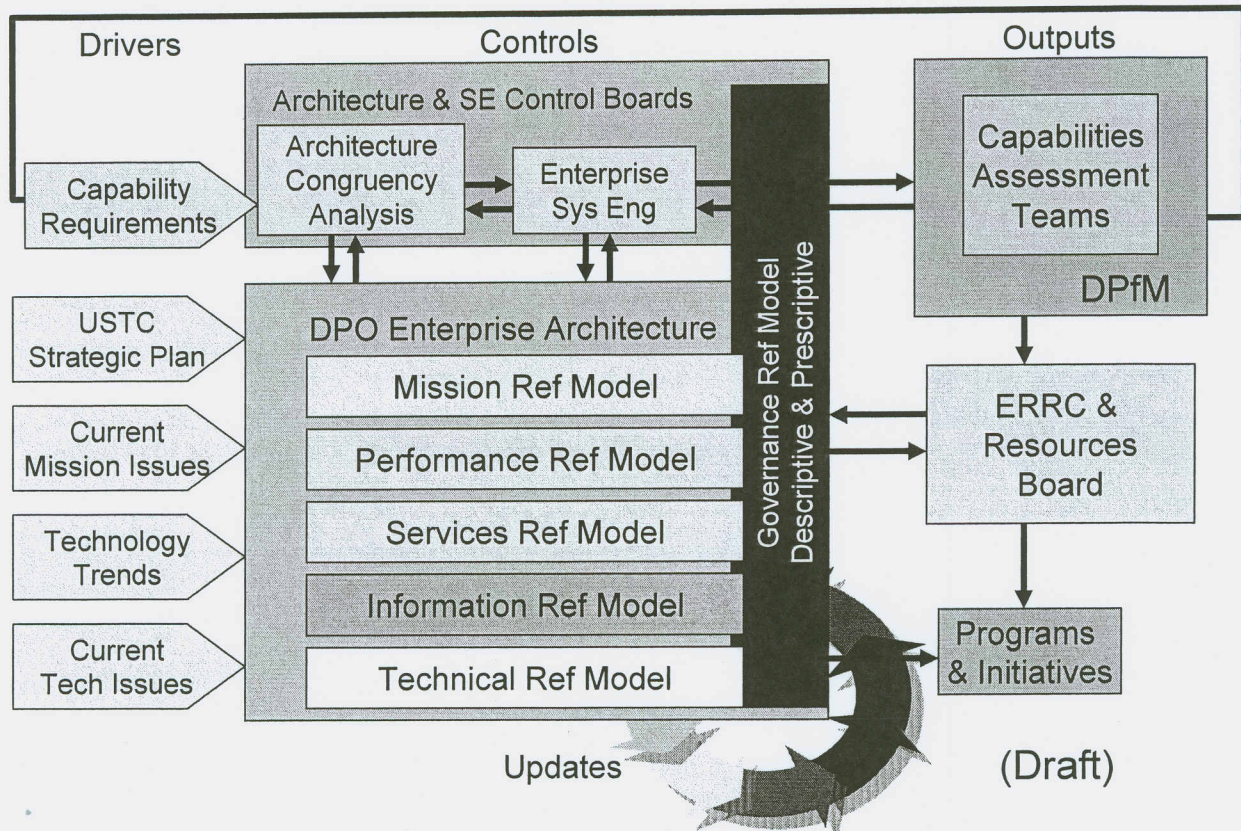 Drivers
Controls
Outputs
Architecture & SE Control Boards
Architecture
Congruency
Analysis
Enterprise
Sys Eng
Capabilities
Assessment
Teams
DPfM
Capability
Requirements
USTC
Strategic Plan
Current
Mission Issues
Technology
Trends
Current
Tech Issues
DPO Enterprise Architecture
Mission Ref Model
Performance Ref Model
Services Ref Model
Information Ref Model
Technical Ref Model
Governance Ref Model
Descriptive & Prescriptive
ERRC &
Resources
Board
Programs
& Initiatives
Updates
(Draft)